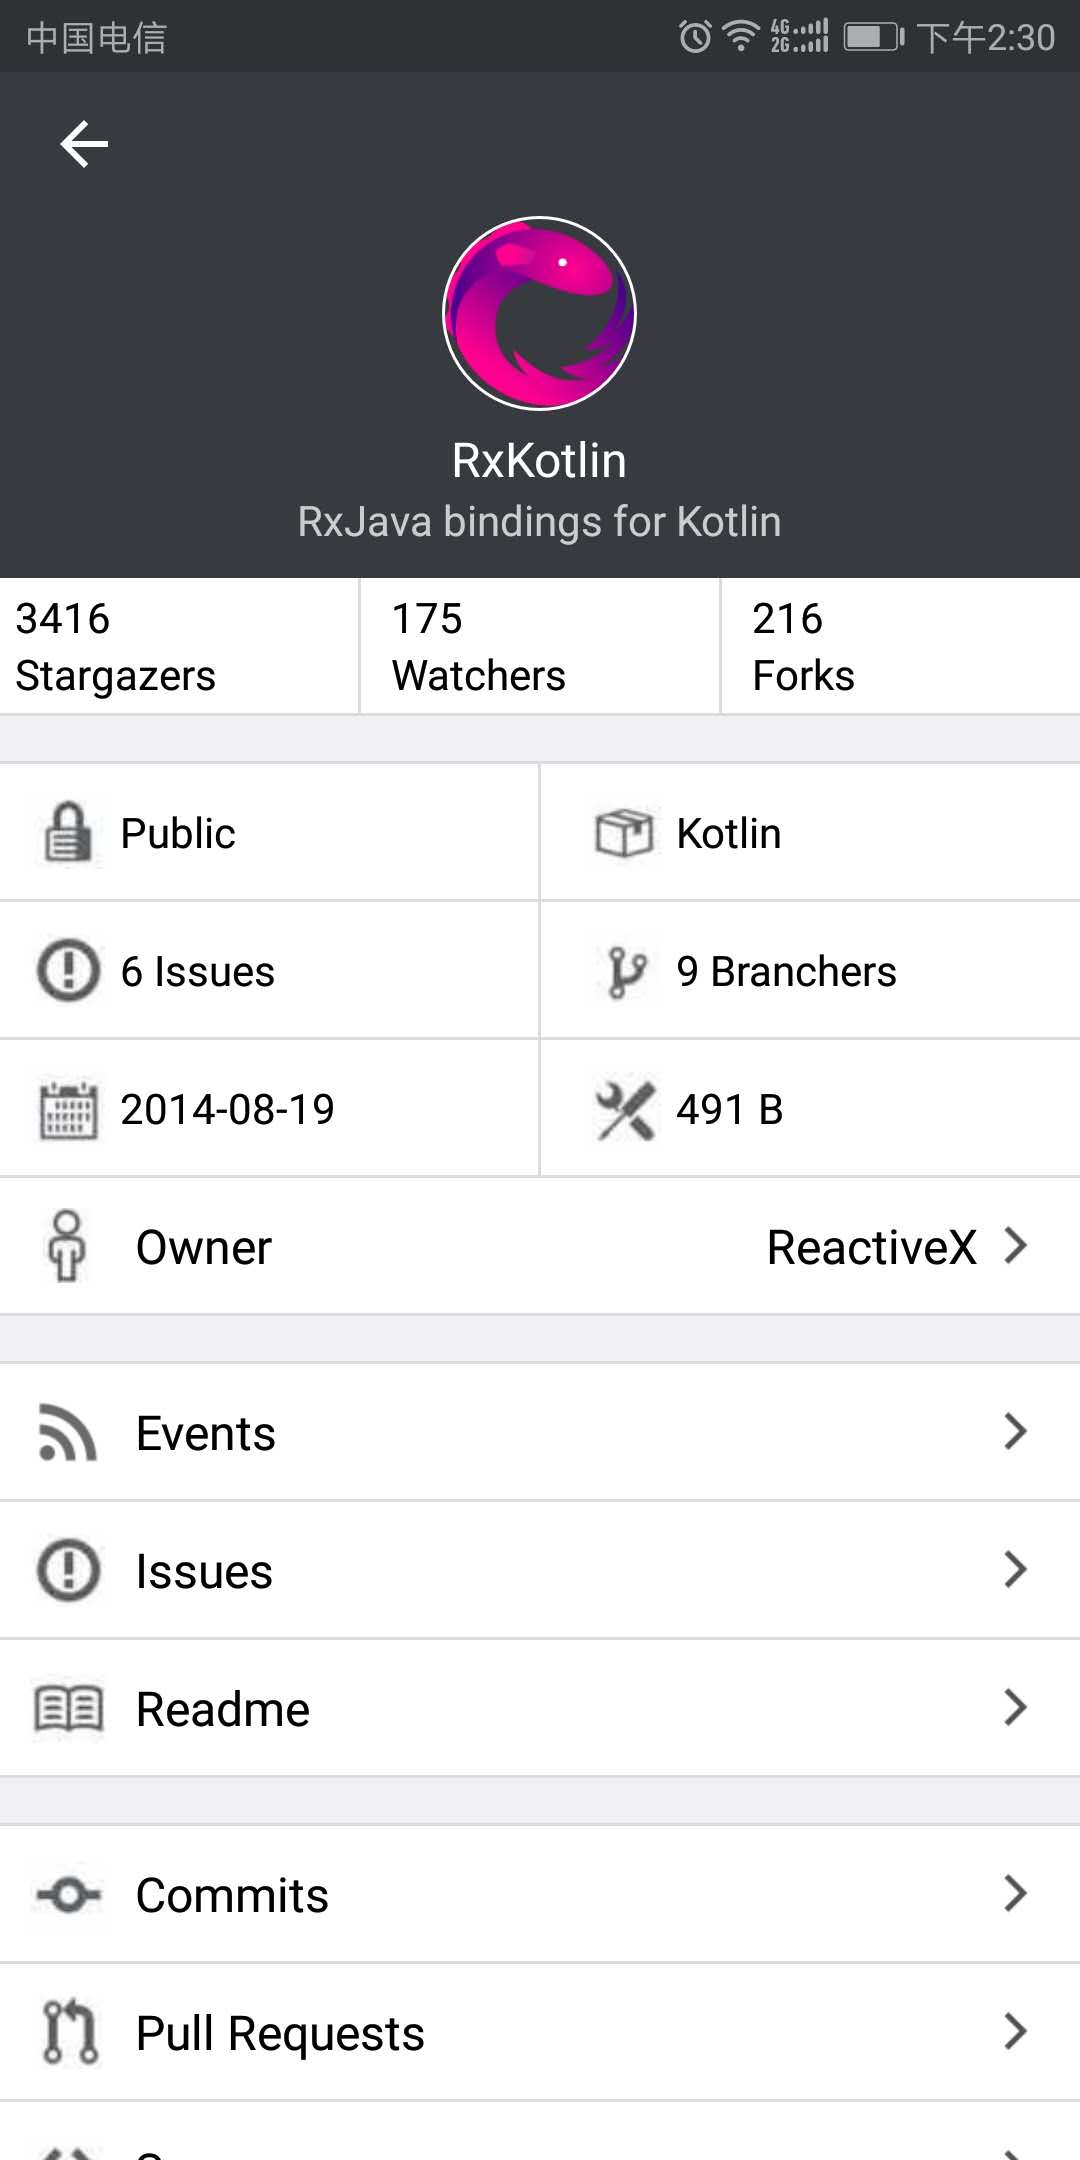 中国电信 4G 2G 下午2:30
RxKotlin
RxJava bindings for Kotlin
3416 175 216
Stargazers Watchers Forks
Public Kotlin
6 Issues 9 Branchers
2014-08-19 491 B
Owner ReactiveX
Events
Issues
Readme
Commits
Pull Requests